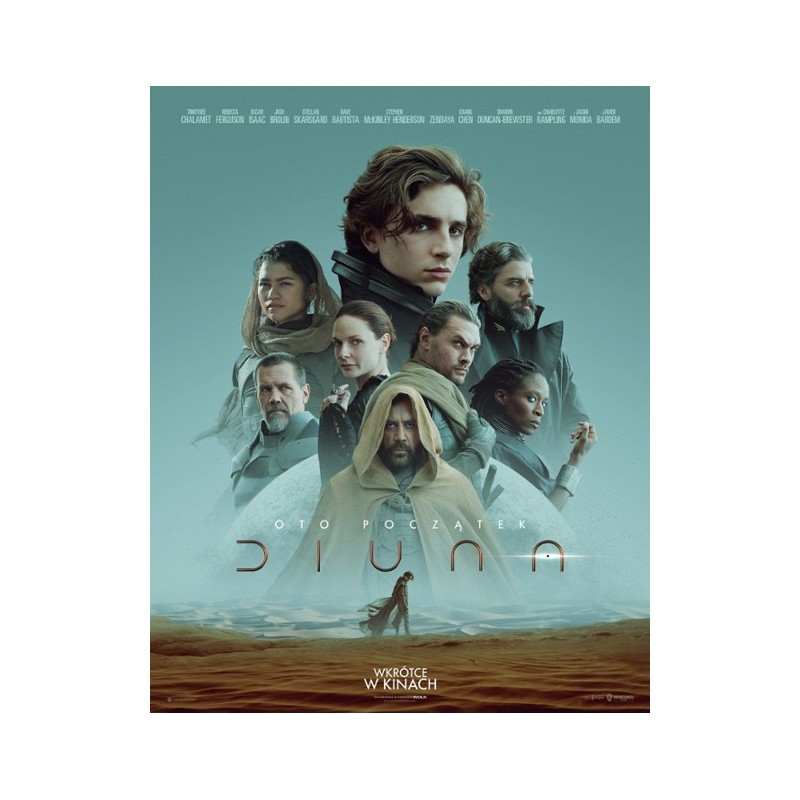 TIMOTHÉE CHALAMET REBECCA FERGUSON OSCAR ISAAC JOSH BROLIN STELLAN SKARSGÅRD DAVE BAUTISTA STEPHEN McKINLEY HENDERSON ZENDAYA CHANG CHEN SHARON DUNCAN-BREWSTER CHARLOTTE RAMPLING JASON MOMOA JAVIER BARDEM
OTO POCZĄTEK
DIUNA
WKRÓTCE
W KINACH
IMAX